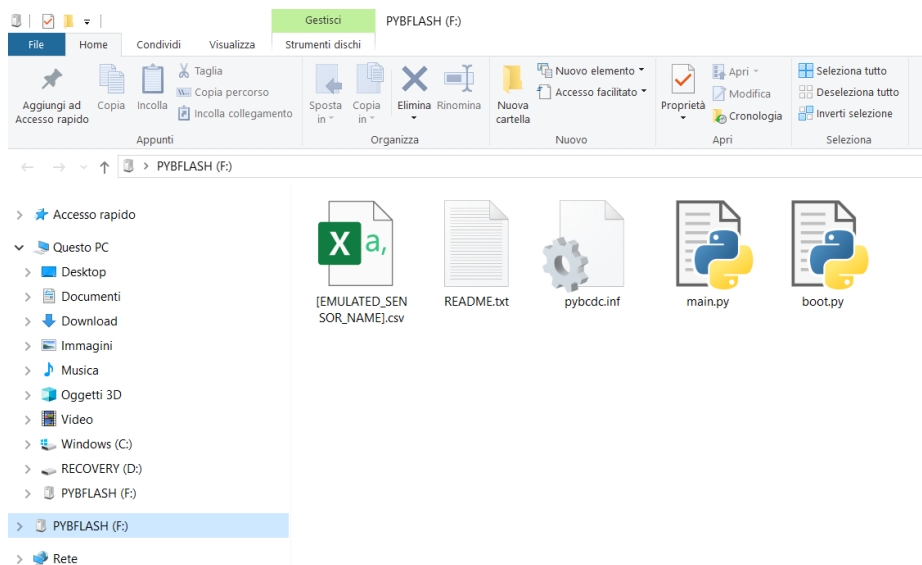 Gestisci
PYBFLASH (F:)
File
Home
Condividi
Visualizza
Strumenti dischi
Aggiungi ad
Accesso rapido
Copia
Incolla
Taglia
Copia percorso
Incolla collegamento
Appunti
Sposta
in
Copia
in
Elimina
Rinomina
Organizza
Nuova
cartella
Nuovo elemento
Accesso facilitato
Nuovo
Proprietà
Apri
Modifica
Cronologia
Apri
Seleziona tutto
Deseleziona tutto
Inverti selezione
Seleziona
PYBFLASH (F:)
Accesso rapido
Questo PC
Desktop
Documenti
Download
Immagini
Musica
Oggetti 3D
Video
Windows (C:)
RECOVERY (D:)
PYBFLASH (F:)
PYBFLASH (F:)
Rete
X a,
[EMULATED_SEN
SOR_NAME].csv
README.txt
pybcdc.inf
main.py
boot.py